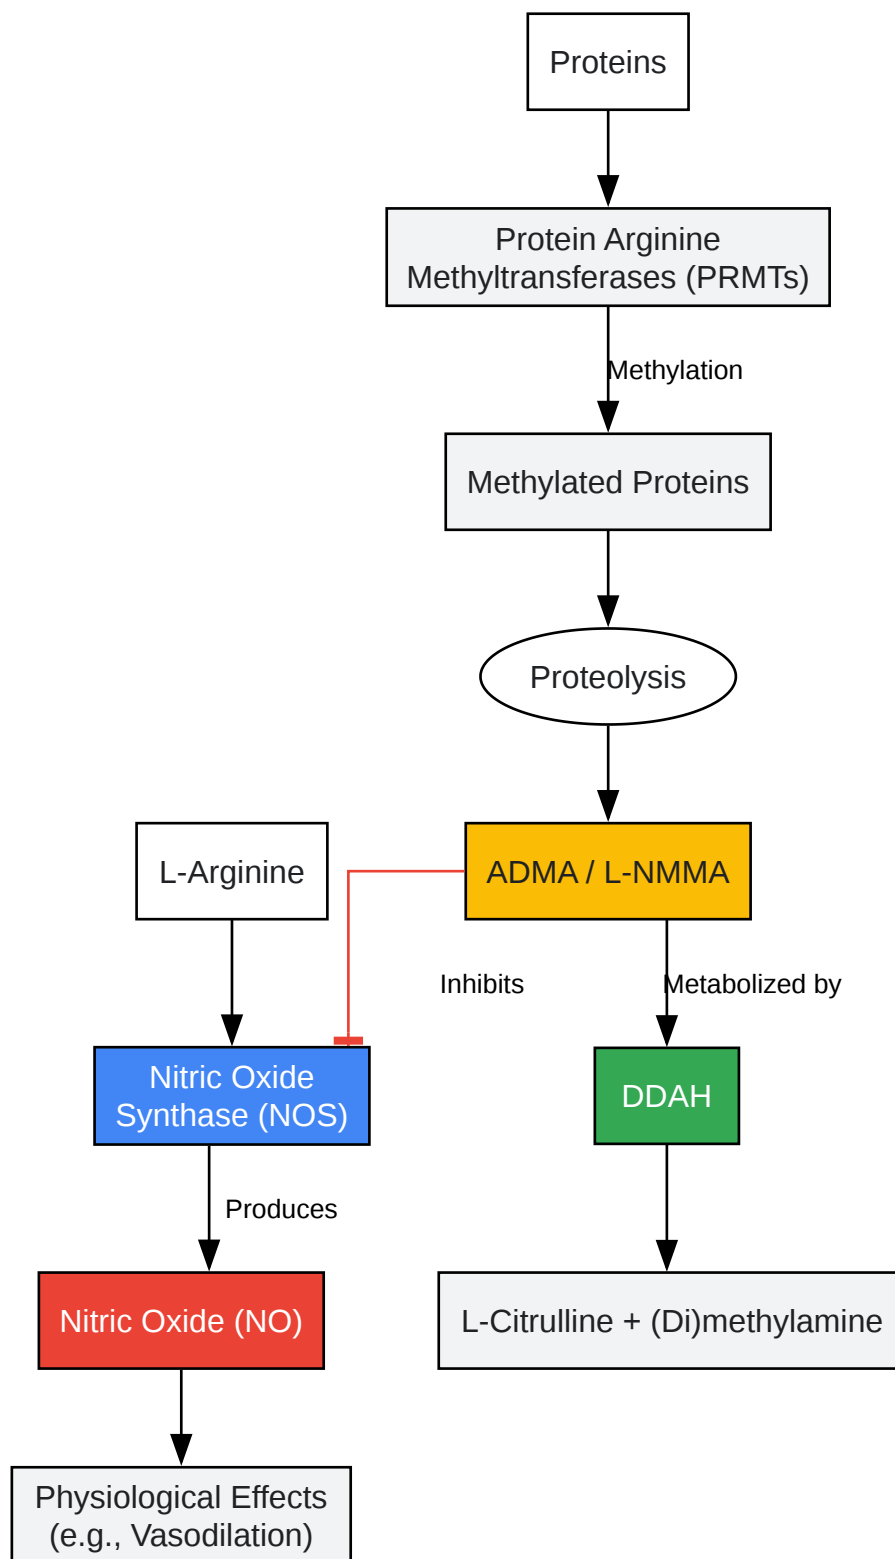 Proteins
Protein Arginine
Methyltransferases (PRMTs)
Methylation
Methylated Proteins
Proteolysis
L-Arginine
ADMA / L-NMMA
Inhibits
Metabolized by
Nitric Oxide
Synthase (NOS)
DDAH
Produces
Nitric Oxide (NO)
L-Citrulline + (Di)methylamine
Physiological Effects
(e.g., Vasodilation)